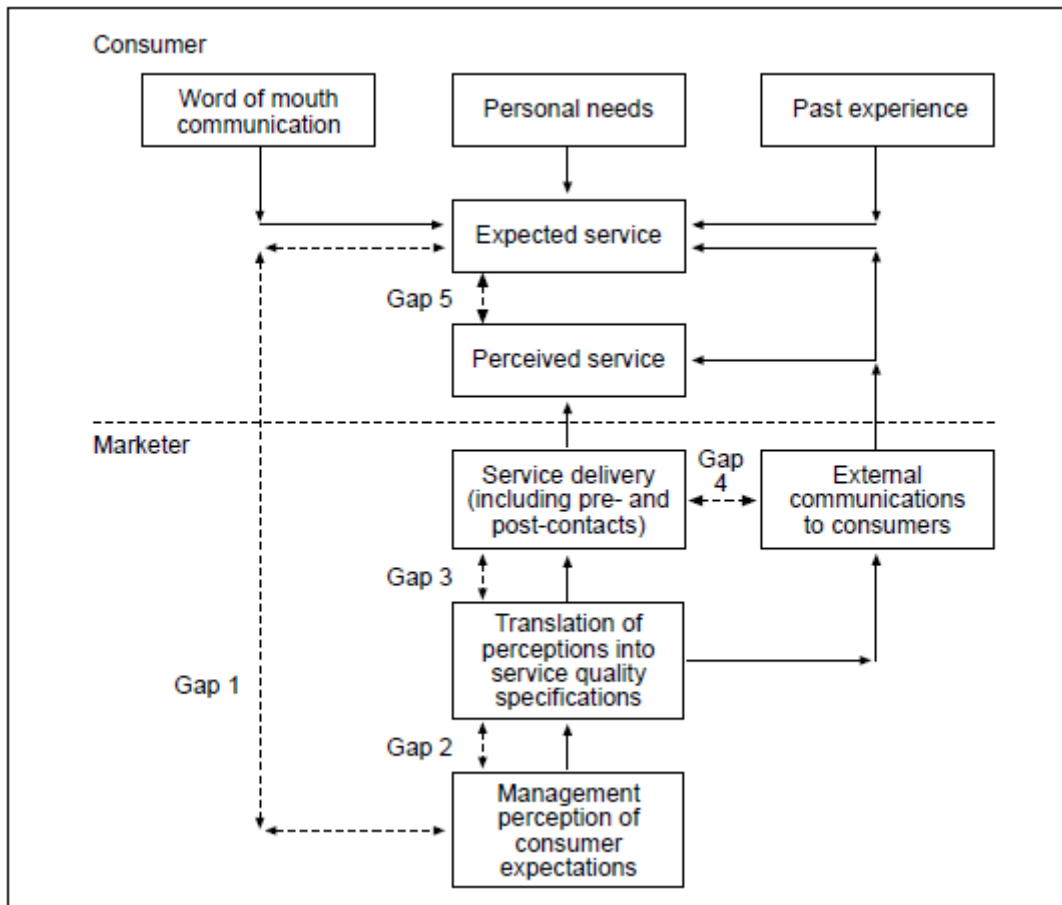 Consumer
Word of mouth
communication
Personal needs
Past experience
Expected service
Gap 5
Perceived service
Marketer
Service delivery
(including pre- and
post-contacts)
Gap
4
External
communications
to consumers
Gap 3
Translation of
perceptions into
service quality
specifications
Gap 1
Gap 2
Management
perception of
consumer
expectations